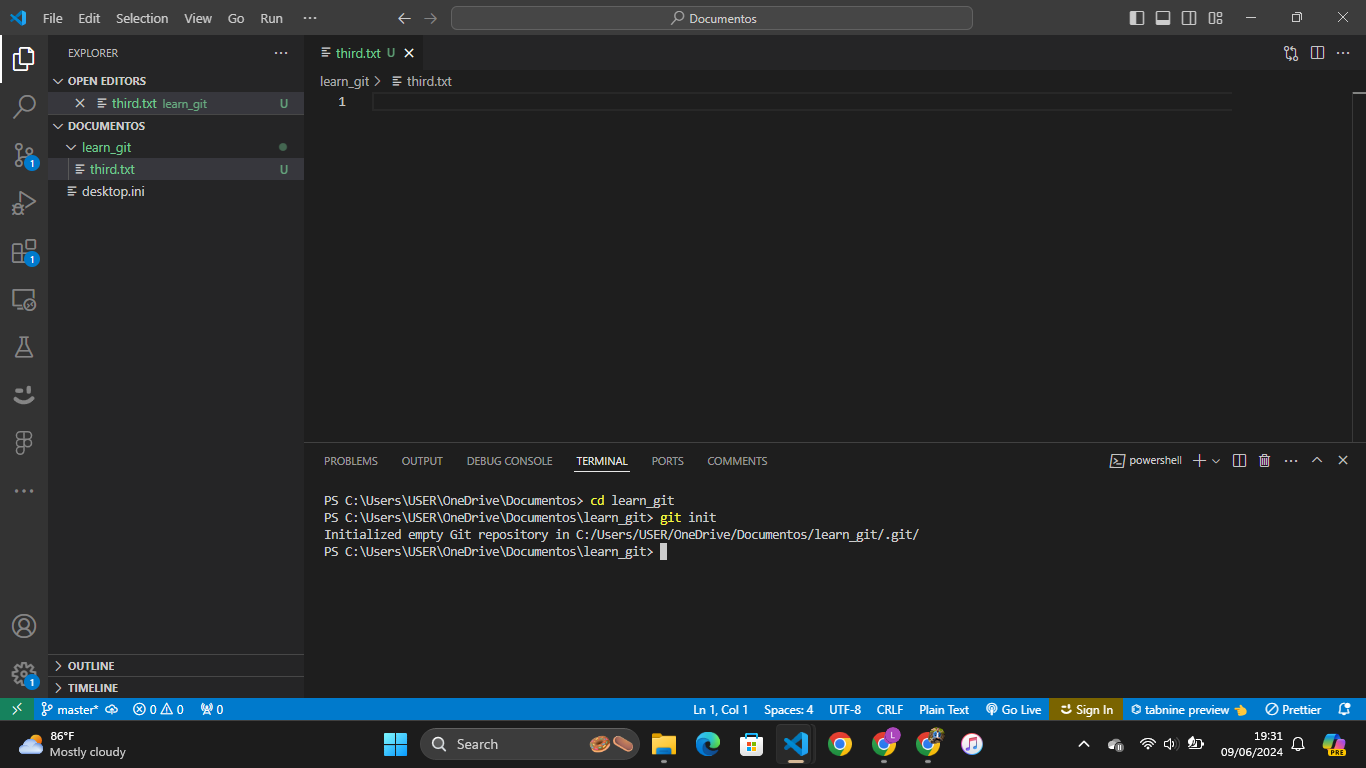 File Edit Selection View Go Run ···
Documentos
EXPLORER
OPEN EDITORS
third.txt learn_git U
DOCUMENTOS
learn_git
third.txt U
desktop.ini
1
1
1
OUTLINE
TIMELINE
third.txt U
learn_git > third.txt
1
PROBLEMS OUTPUT DEBUG CONSOLE TERMINAL PORTS COMMENTS
powershell
PS C:\Users\USER\OneDrive\Documentos> cd learn_git
PS C:\Users\USER\OneDrive\Documentos\learn_git> git init
Initialized empty Git repository in C:/Users/USER/OneDrive/Documentos/learn_git/.git/
PS C:\Users\USER\OneDrive\Documentos\learn_git>
master* 0 0 0 Ln 1, Col 1 Spaces: 4 UTF-8 CRLF Plain Text Go Live Sign In tabnine preview Prettier
86°F
Mostly cloudy
Search
L
PRE
19:31
09/06/2024